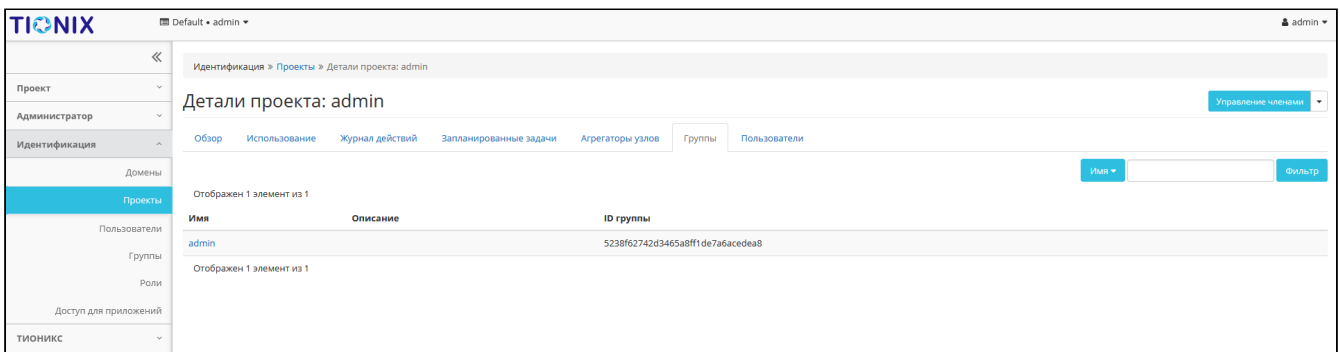 TIONIX
Default • admin
admin
Идентификация » Проекты » Детали проекта: admin
Проект
Администратор
Идентификация
Домены
Проекты
Пользователи
Группы
Роли
Доступ для приложений
ТИОНИКС
Детали проекта: admin
Управление членами
Обзор Использование Журнал действий Запланированные задачи Агрегаторы узлов Группы Пользователи
Имя Фильтр
Отображен 1 элемент из 1
Имя Описание ID группы
admin 5238f62742d3465a8ff1de7a6acedea8
Отображен 1 элемент из 1